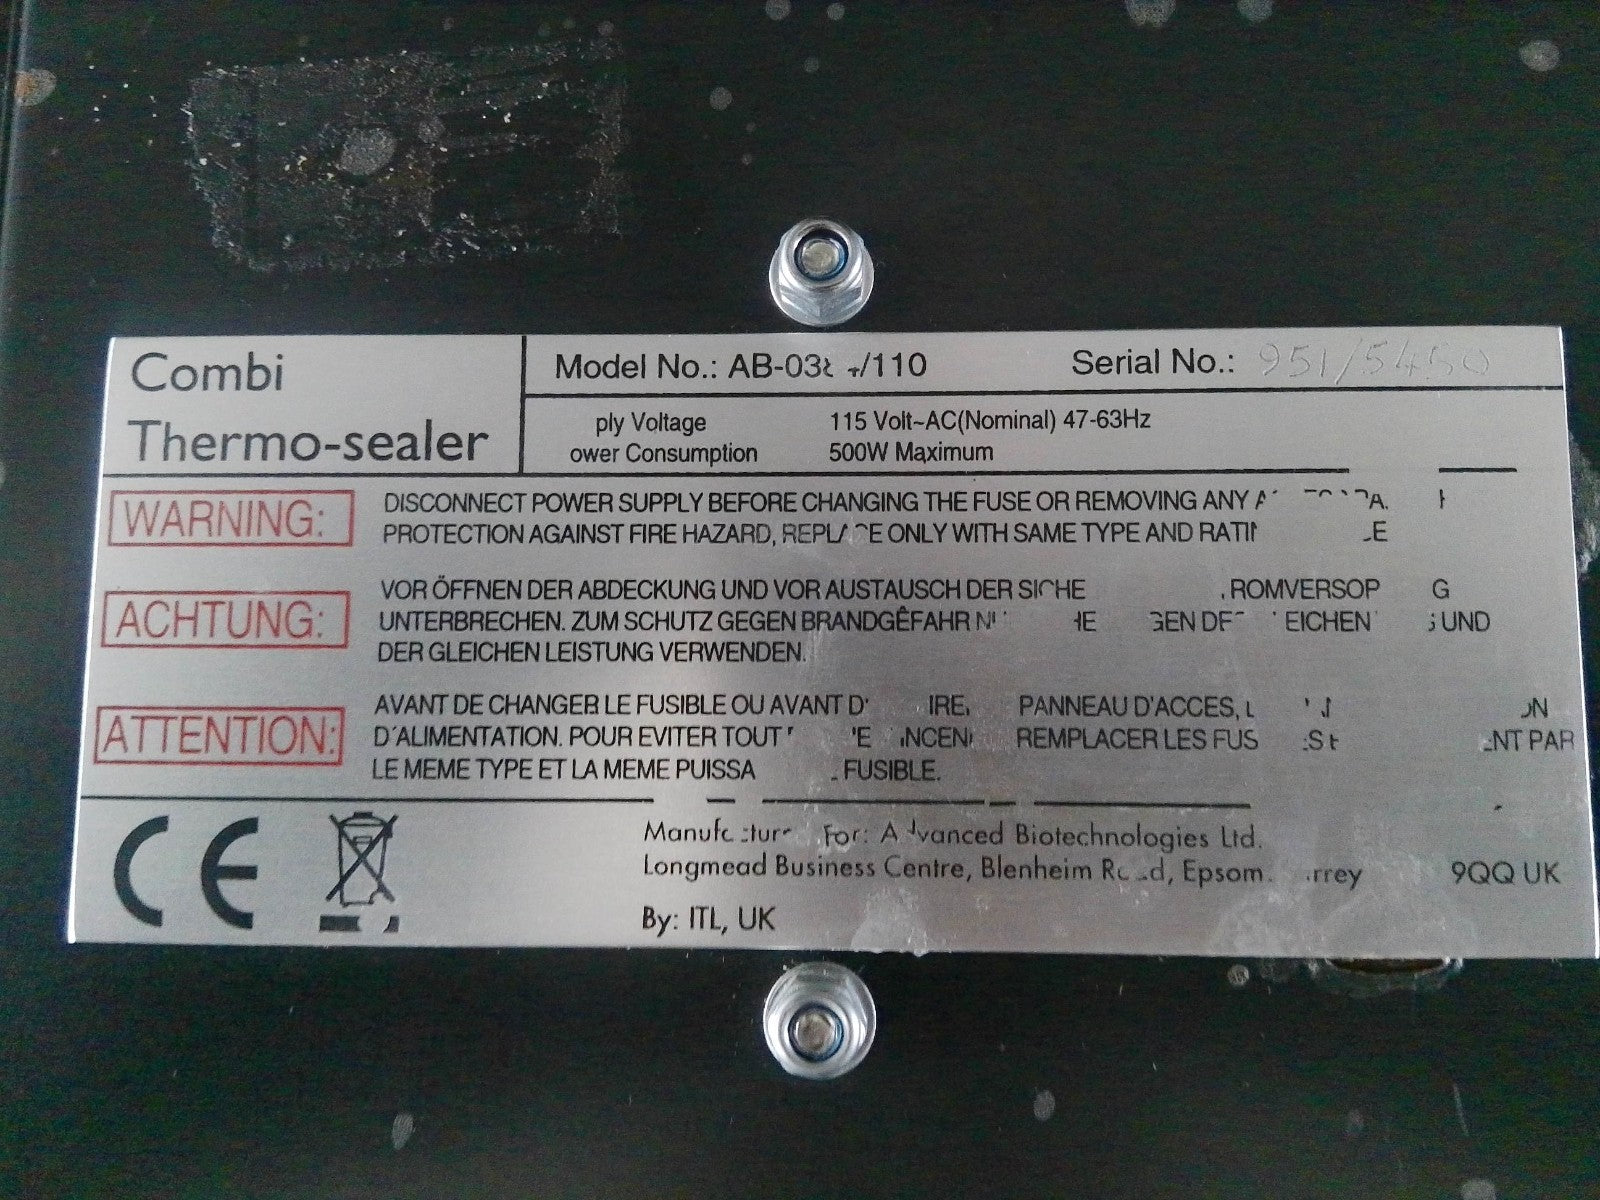 Combi
Thermo-sealer
Model No.: /110
Serial No.: 951/5450
Voltage 115 Volt~AC(Nominal) 47-63Hz
Consumption 500W Maximum
WARNING: DISCONNECT POWER SUPPLY BEFORE CHANGING THE FUSE OR REMOVING ANY
PROTECTION AGAINST FIRE HAZARD, ONLY WITH SAME TYPE AND
ACHTUNG: VOR ÖFFNEN DER ABDECKUNG UND VOR AUSTAUSCH DER
UNTERBRECHEN. ZUM SCHUTZ GEGEN BRANDGÊFAHR UND
DER GLEICHEN LEISTUNG VERWENDEN.
ATTENTION: AVANT DE CHANGER LE FUSIBLE OU AVANT PANNEAU D'ACCES,
D'ALIMENTATION. POUR EVITER TOUT REMPLACER LES PAR
LE MEME TYPE ET LA MEME FUSIBLE.
CE
For: Biotechnologies Ltd.
Longmead Business Centre, Blenheim Epsom 9QQ UK
By: ITL, UK